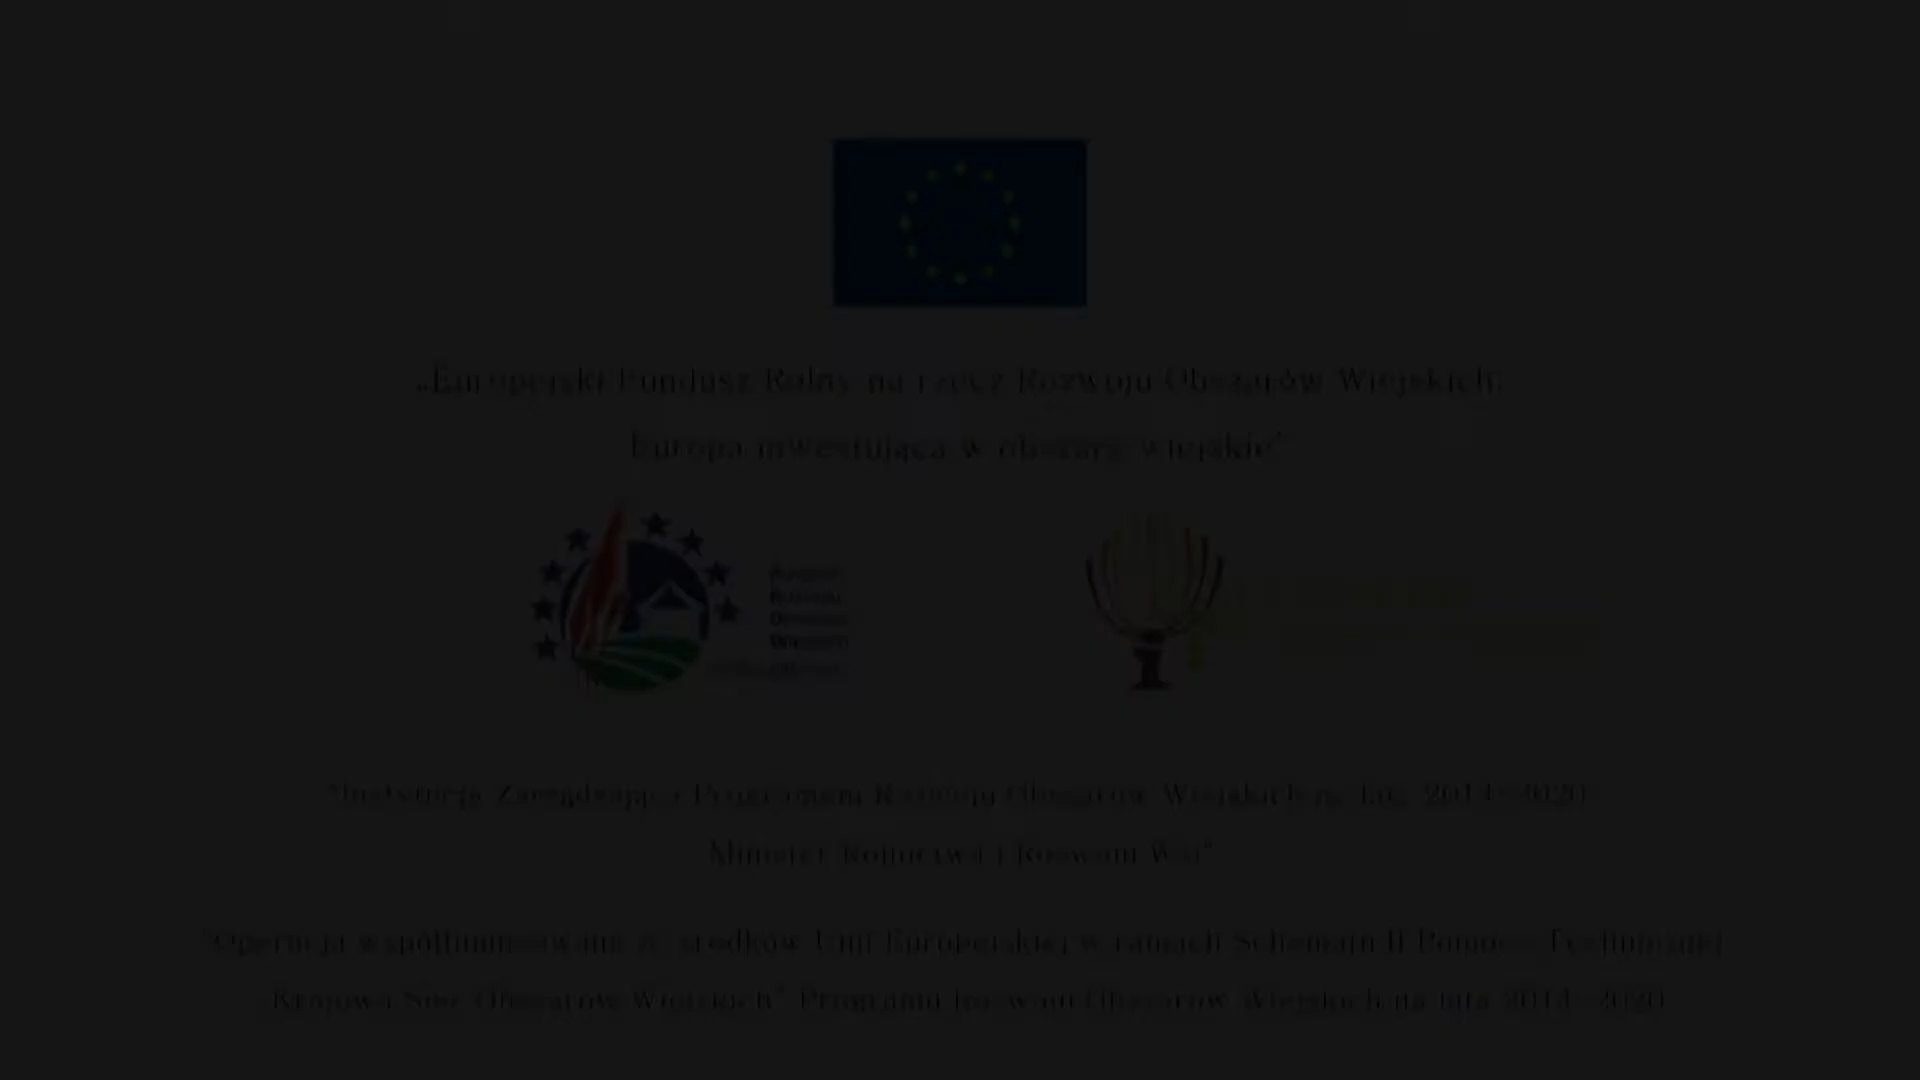 „Europejski Fundusz Rolny na rzecz Rozwoju Obszarów Wiejskich:
Europa inwestująca w obszary wiejskie"
"Instytucja Zarządzająca Programem Rozwoju Obszarów Wiejskich na lata 2014-2020
Minister Rolnictwa i Rozwoju Wsi"
"Operacja współfinansowana ze środków Unii Europejskiej w ramach Schematu II Pomocy Technicznej
Krajowa Sieć Obszarów Wiejskich" Programu Rozwoju Obszarów Wiejskich na lata 2014-2020